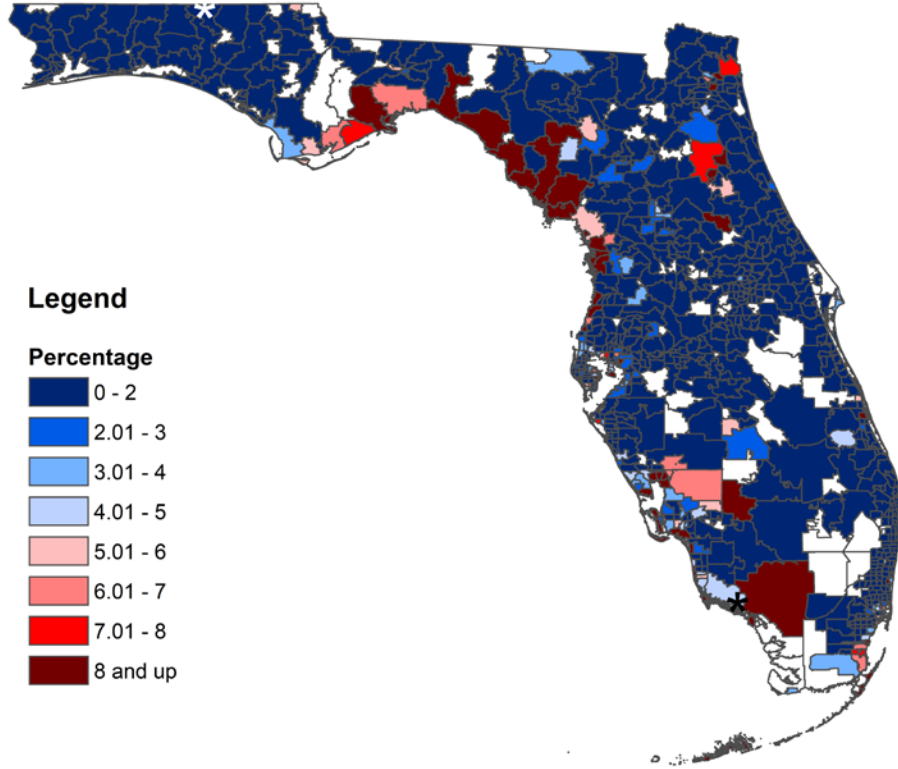 *
Legend
Percentage
0 - 2
2.01 - 3
3.01 - 4
4.01 - 5
5.01 - 6
6.01 - 7
7.01 - 8
8 and up
*